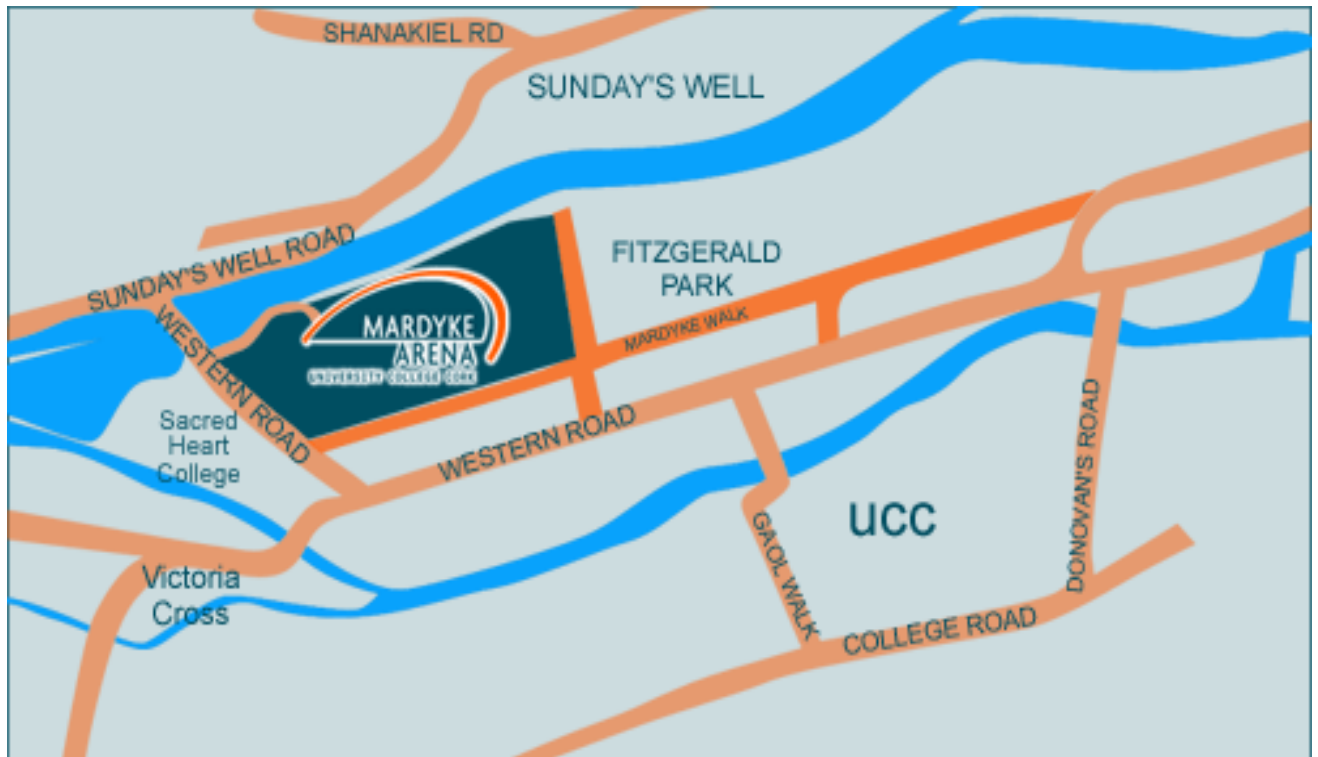 SHANAKIEL RD
SUNDAY'S WELL
SUNDAY'S WELL ROAD
FITZGERALD
PARK
MARDYKE WALK
MARDYKE
ARENA
UNIVERSITY COLLEGE CORK
WESTERN ROAD
Sacred
Heart
College
WESTERN ROAD
UCC
GAOL WALK
DONOVAN'S ROAD
Victoria
Cross
COLLEGE ROAD